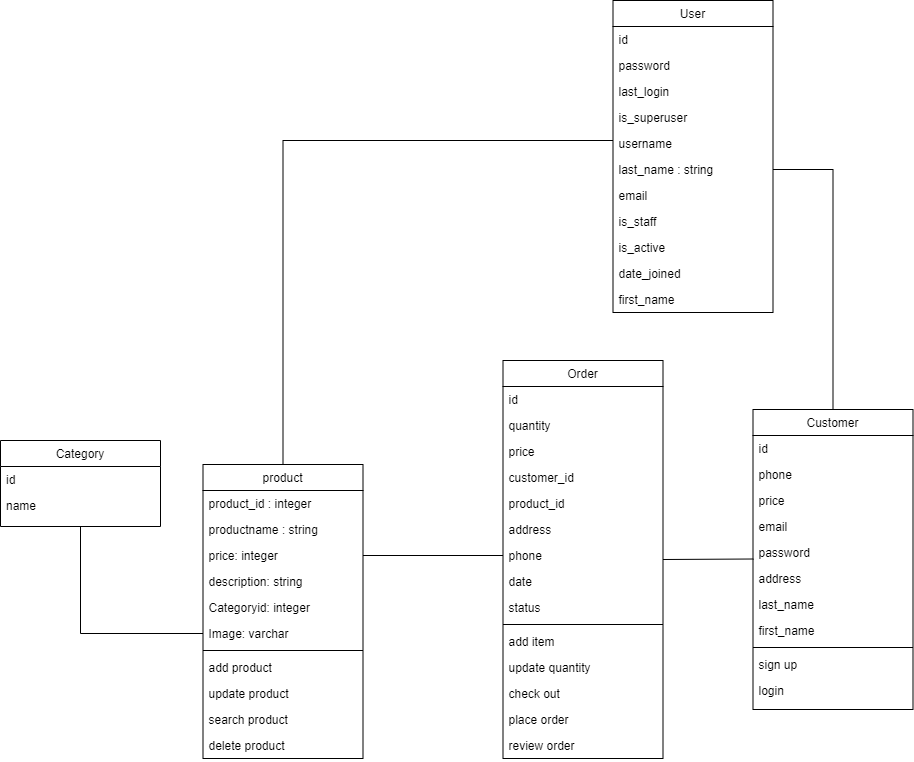 User
id
password
last_login
is_superuser
username
last_name : string
email
is_staff
is_active
date_joined
first_name
Category
id
name
product
product_id : integer
productname : string
price: integer
description: string
Categoryid: integer
Image: varchar
add product
update product
search product
delete product
Order
id
quantity
price
customer_id
product_id
address
phone
date
status
add item
update quantity
check out
place order
review order
Customer
id
phone
price
email
password
address
last_name
first_name
sign up
login